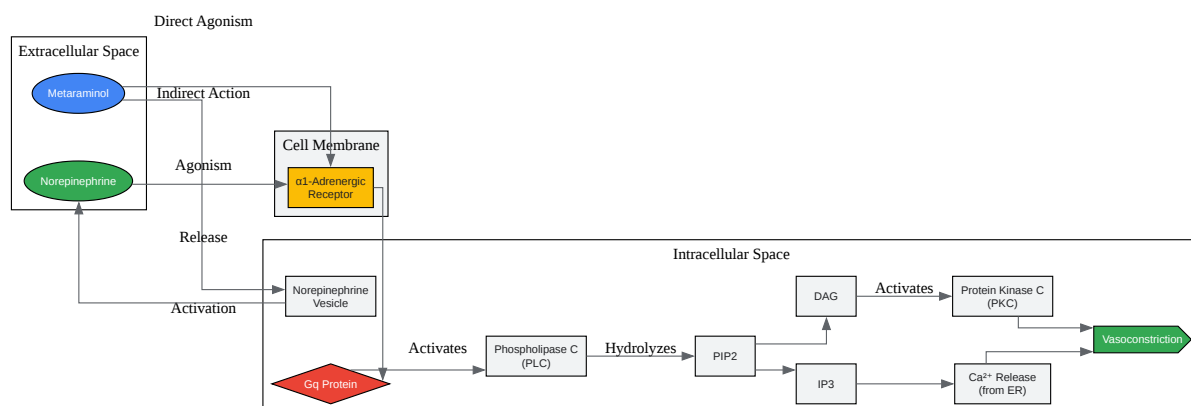 Direct Agonism
Extracellular Space
Metaraminol
Indirect Action
Cell Membrane
Agonism
Norepinephrine
α1-Adrenergic
Receptor
Release
Intracellular Space
Norepinephrine
Vesicle
Activation
DAG
Activates
Protein Kinase C
(PKC)
Vasoconstriction
Activates
Phospholipase C
(PLC)
Hydrolyzes
PIP2
Gq Protein
IP3
Ca²⁺ Release
(from ER)